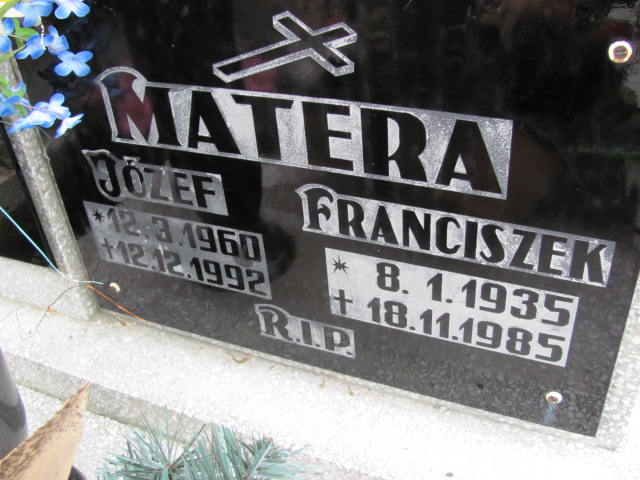 MATERA
JÓZEF
* 12.3.1960
+ 12.12.1992
FRANCISZEK
* 8.1.1935
+ 18.11.1985
R.I.P.